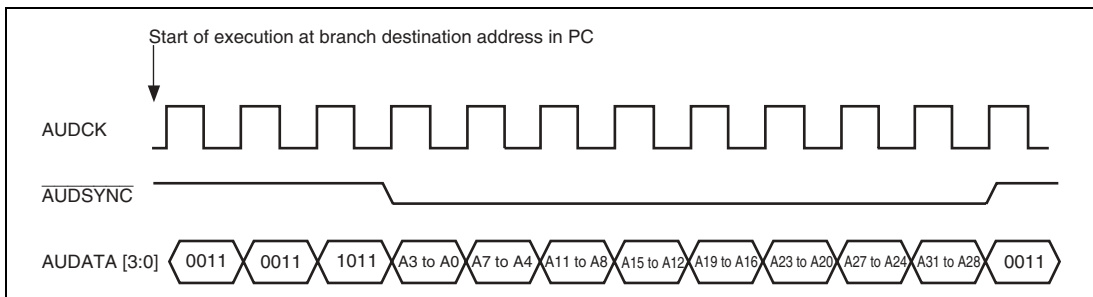 Start of execution at branch destination address in PC
AUDCK
AUDSYNC
AUDATA [3:0] 0011 0011 1011 A3 to A0 A7 to A4 A11 to A8 A15 to A12 A19 to A16 A23 to A20 A27 to A24 A31 to A28 0011